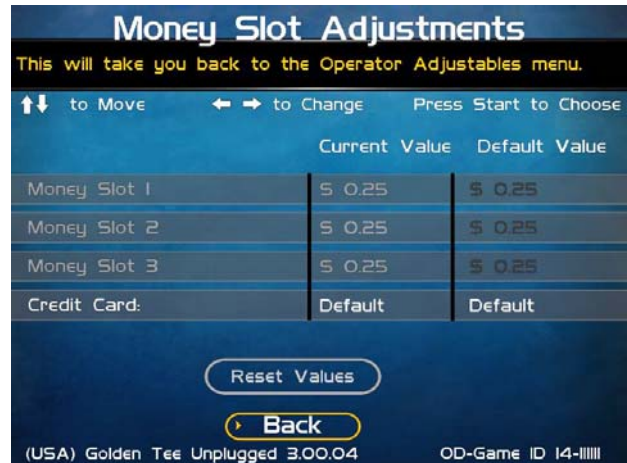 Money Slot Adjustments
This will take you back to the Operator Adjustables menu.
to Move to Change Press Start to Choose
Current Value Default Value
Money Slot 1 $ 0.25 $ 0.25
Money Slot 2 $ 0.25 $ 0.25
Money Slot 3 $ 0.25 $ 0.25
Credit Card: Default Default
Reset Values
Back
(USA) Golden Tee Unplugged 3.00.04 OD-Game ID 14-111111